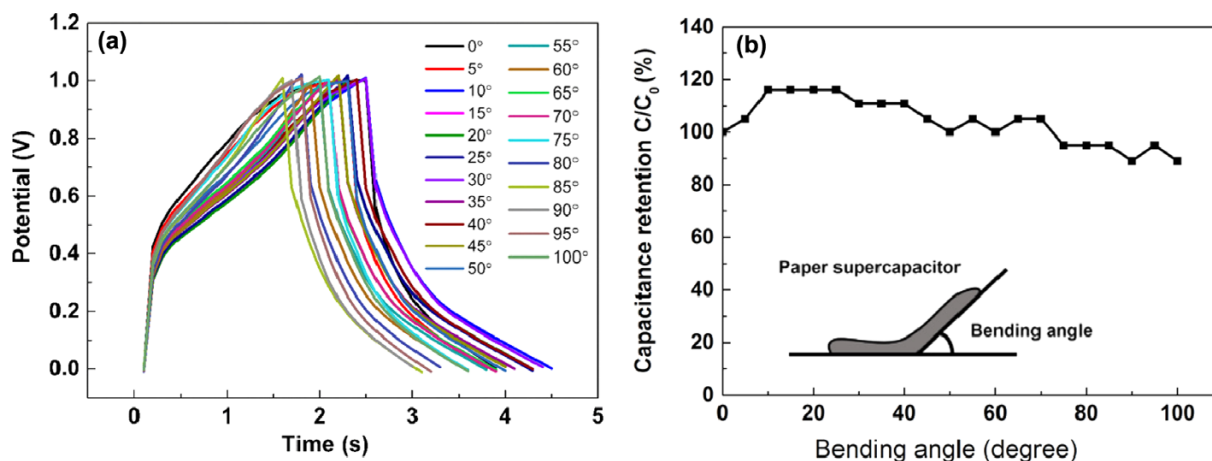 (a)
1.2
1.0
0.8
0.6
0.4
0.2
0.0
Potential (V)
0 1 2 3 4 5
Time (s)
0° 55°
5° 60°
10° 65°
15° 70°
20° 75°
25° 80°
30° 85°
35° 90°
40° 95°
45° 100°
50°
(b)
140
120
100
80
60
40
20
0
Capacitance retention C/C0 (%)
Paper supercapacitor
Bending angle
0 20 40 60 80 100
Bending angle (degree)